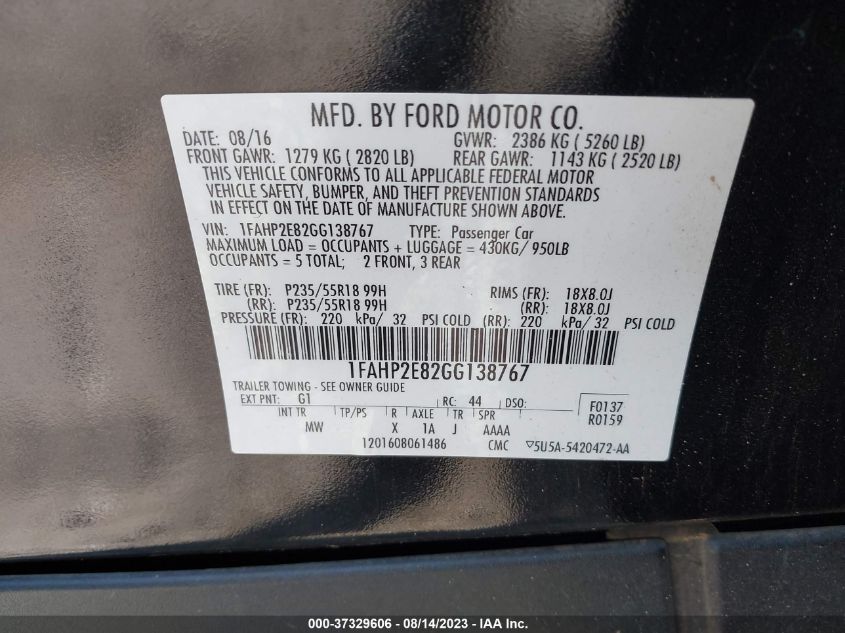 MFD. BY FORD MOTOR CO.
DATE: 08/16 GVWR: 2386 KG ( 5260 LB)
FRONT GAWR: 1279 KG ( 2820 LB) REAR GAWR: 1143 KG ( 2520 LB)
THIS VEHICLE CONFORMS TO ALL APPLICABLE FEDERAL MOTOR
VEHICLE SAFETY, BUMPER, AND THEFT PREVENTION STANDARDS
IN EFFECT ON THE DATE OF MANUFACTURE SHOWN ABOVE.
VIN: 1FAHP2E82GG138767 TYPE: Passenger Car
MAXIMUM LOAD = OCCUPANTS + LUGGAGE = 430KG/ 950LB
OCCUPANTS = 5 TOTAL; 2 FRONT, 3 REAR
TIRE (FR): P235/55R18 99H RIMS (FR): 18X8.0J
(RR): P235/55R18 99H (RR): 18X8.0J
PRESSURE (FR): 220 kPa/ 32 PSI COLD (RR): 220 kPa/ 32 PSI COLD
1FAHP2E82GG138767
TRAILER TOWING - SEE OWNER GUIDE
EXT PNT: G1 RC: 44 DSO: F0137
INT TR TP/PS R AXLE TR SPR R0159
MW X 1A J AAAA
1201608061486 CMC ▽5U5A-5420472-AA
000-37329606 - 08/14/2023 - IAA Inc.